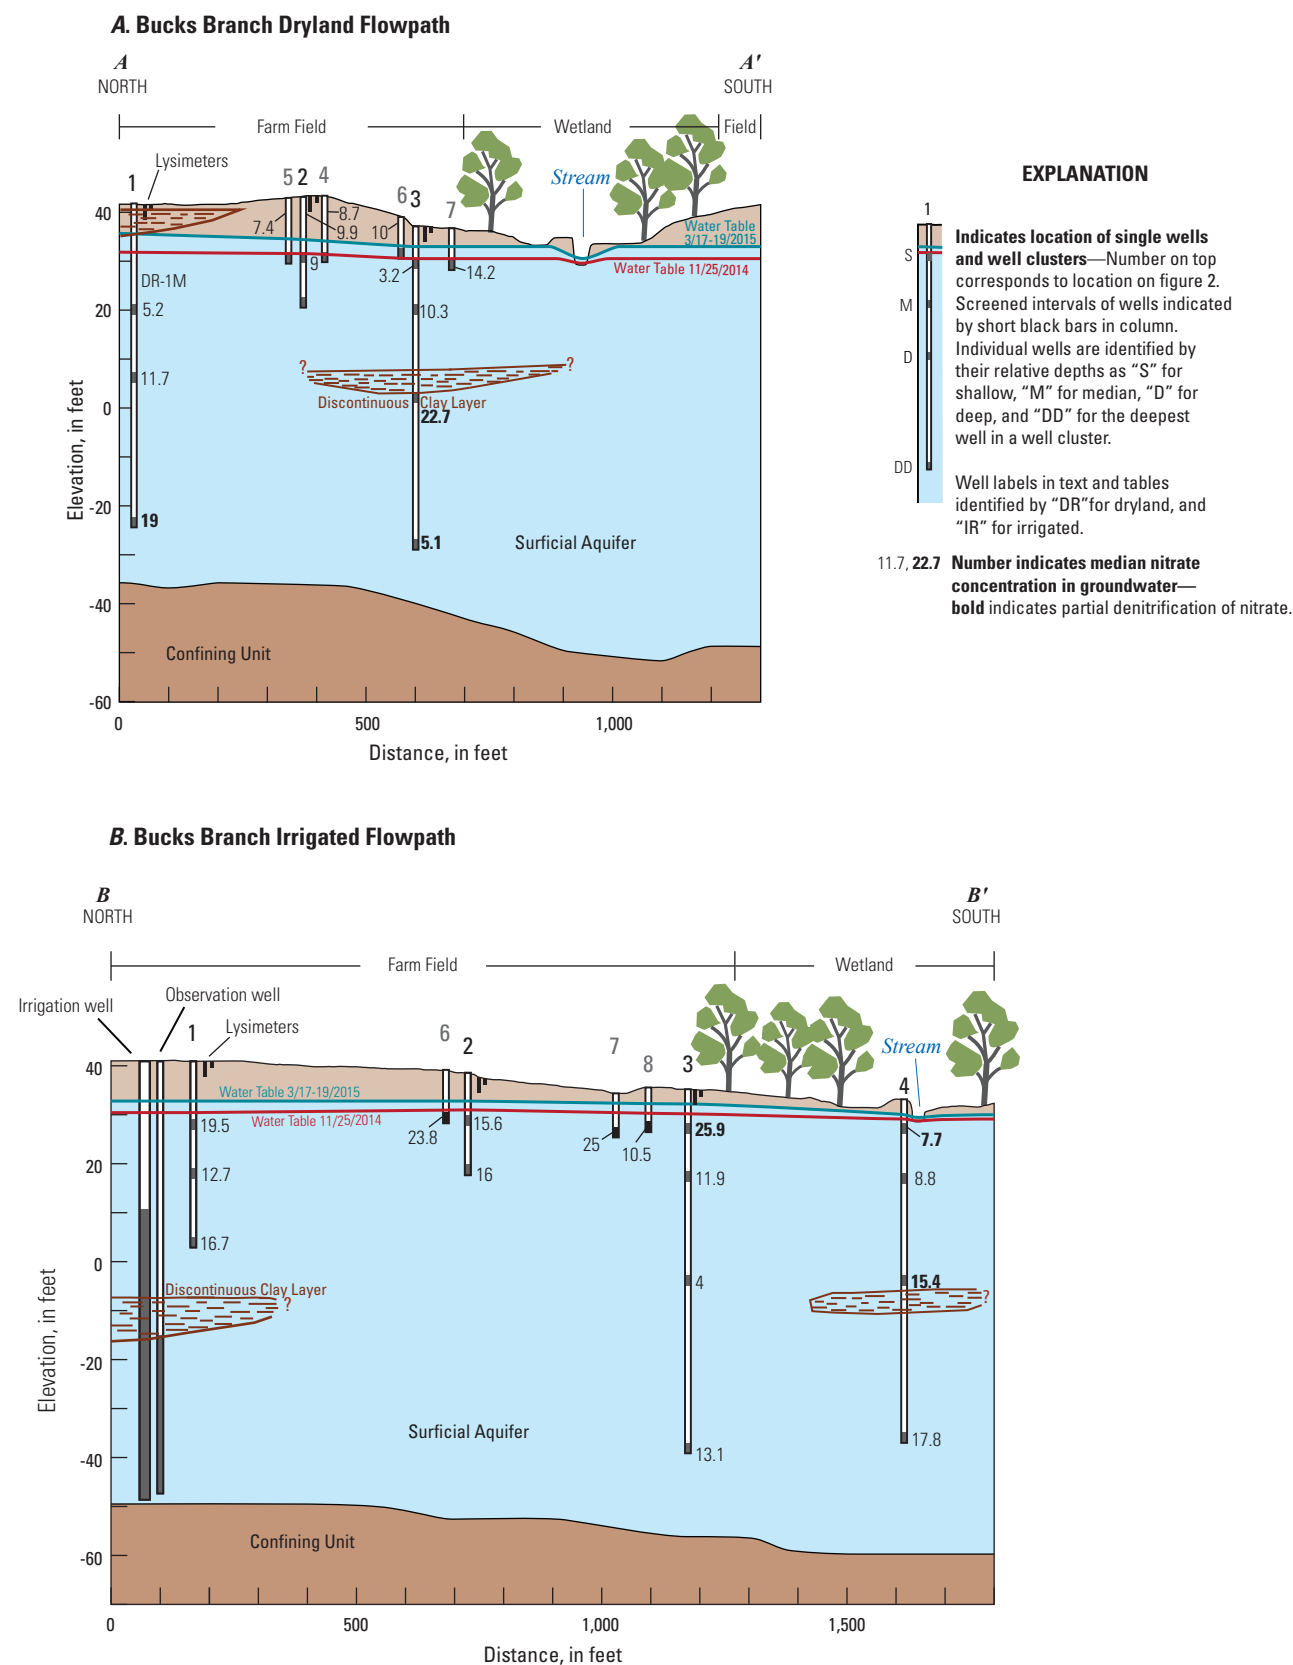 A. Bucks Branch Dryland Flowpath
A
A'
NORTH
SOUTH
Farm Field
Wetland
Field
Lysimeters
1
5
2
4
6
3
7
Stream
40
20
0
-20
-40
-60
7.4
8.7
9.9
10
9
3.2
14.2
Water Table
3/17-19/2015
Water Table 11/25/2014
DR-1M
5.2
10.3
11.7
?
?
Discontinuous Clay Layer
22.7
19
5.1
Surficial Aquifer
Confining Unit
Elevation, in feet
0
500
1,000
Distance, in feet
EXPLANATION
1
S
M
D
DD
Indicates location of single wells
and well clusters—Number on top
corresponds to location on figure 2.
Screened intervals of wells indicated
by short black bars in column.
Individual wells are identified by
their relative depths as “S” for
shallow, “M” for median, “D” for
deep, and “DD” for the deepest
well in a well cluster.
Well labels in text and tables
identified by “DR”for dryland, and
“IR” for irrigated.
11.7, 22.7 Number indicates median nitrate
concentration in groundwater—
bold indicates partial denitrification of nitrate.
B. Bucks Branch Irrigated Flowpath
B
B'
NORTH
SOUTH
Farm Field
Wetland
Irrigation well
Observation well
Lysimeters
1
6
2
7
8
3
4
Stream
40
20
0
-20
-40
-60
Water Table 3/17-19/2015
Water Table 11/25/2014
19.5
23.8
15.6
25
10.5
25.9
7.7
12.7
16
11.9
8.8
16.7
4
15.4
Discontinuous Clay Layer
?
?
Surficial Aquifer
13.1
17.8
Confining Unit
Elevation, in feet
0
500
1,000
1,500
Distance, in feet